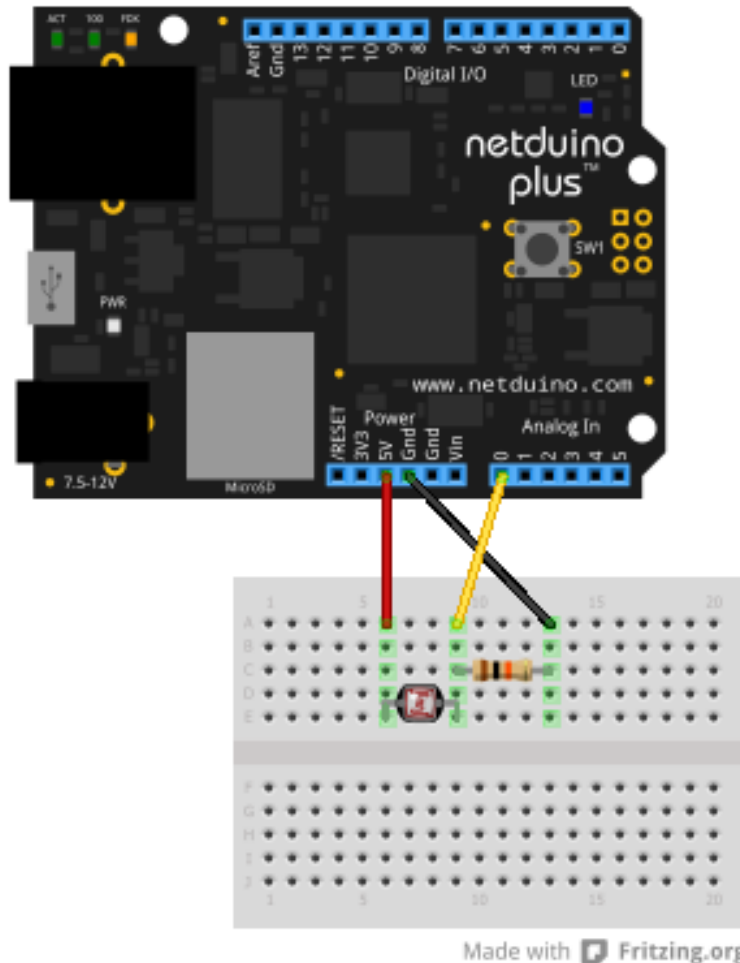 ACT 100 FDX
Aref Gnd 13 12 11 10 9 8 7 6 5 4 3 2 1 0
Digital I/O
LED
netduino
plus™
SW1
PWR
www.netduino.com
Power
Analog In
/RESET 3V3 5V Gnd Gnd Vin 0 1 2 3 4 5
7.5-12V
MicroSD
1 5 10 15 20
A
B
C
D
E
F
G
H
I
J
1 5 10 15 20
Made with Fritzing.org